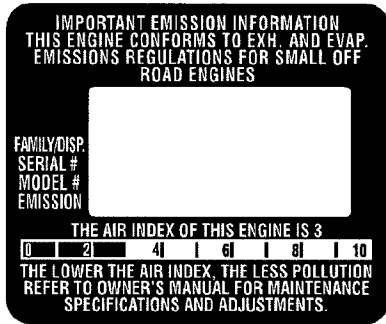 IMPORTANT EMISSION INFORMATION
THIS ENGINE CONFORMS TO EXH. AND EVAP.
EMISSIONS REGULATIONS FOR SMALL OFF
ROAD ENGINES
FAMILY/DISP.
SERIAL #
MODEL #
EMISSION
THE AIR INDEX OF THIS ENGINE IS 3
0 2 4 6 8 10
THE LOWER THE AIR INDEX, THE LESS POLLUTION
REFER TO OWNER'S MANUAL FOR MAINTENANCE
SPECIFICATIONS AND ADJUSTMENTS.